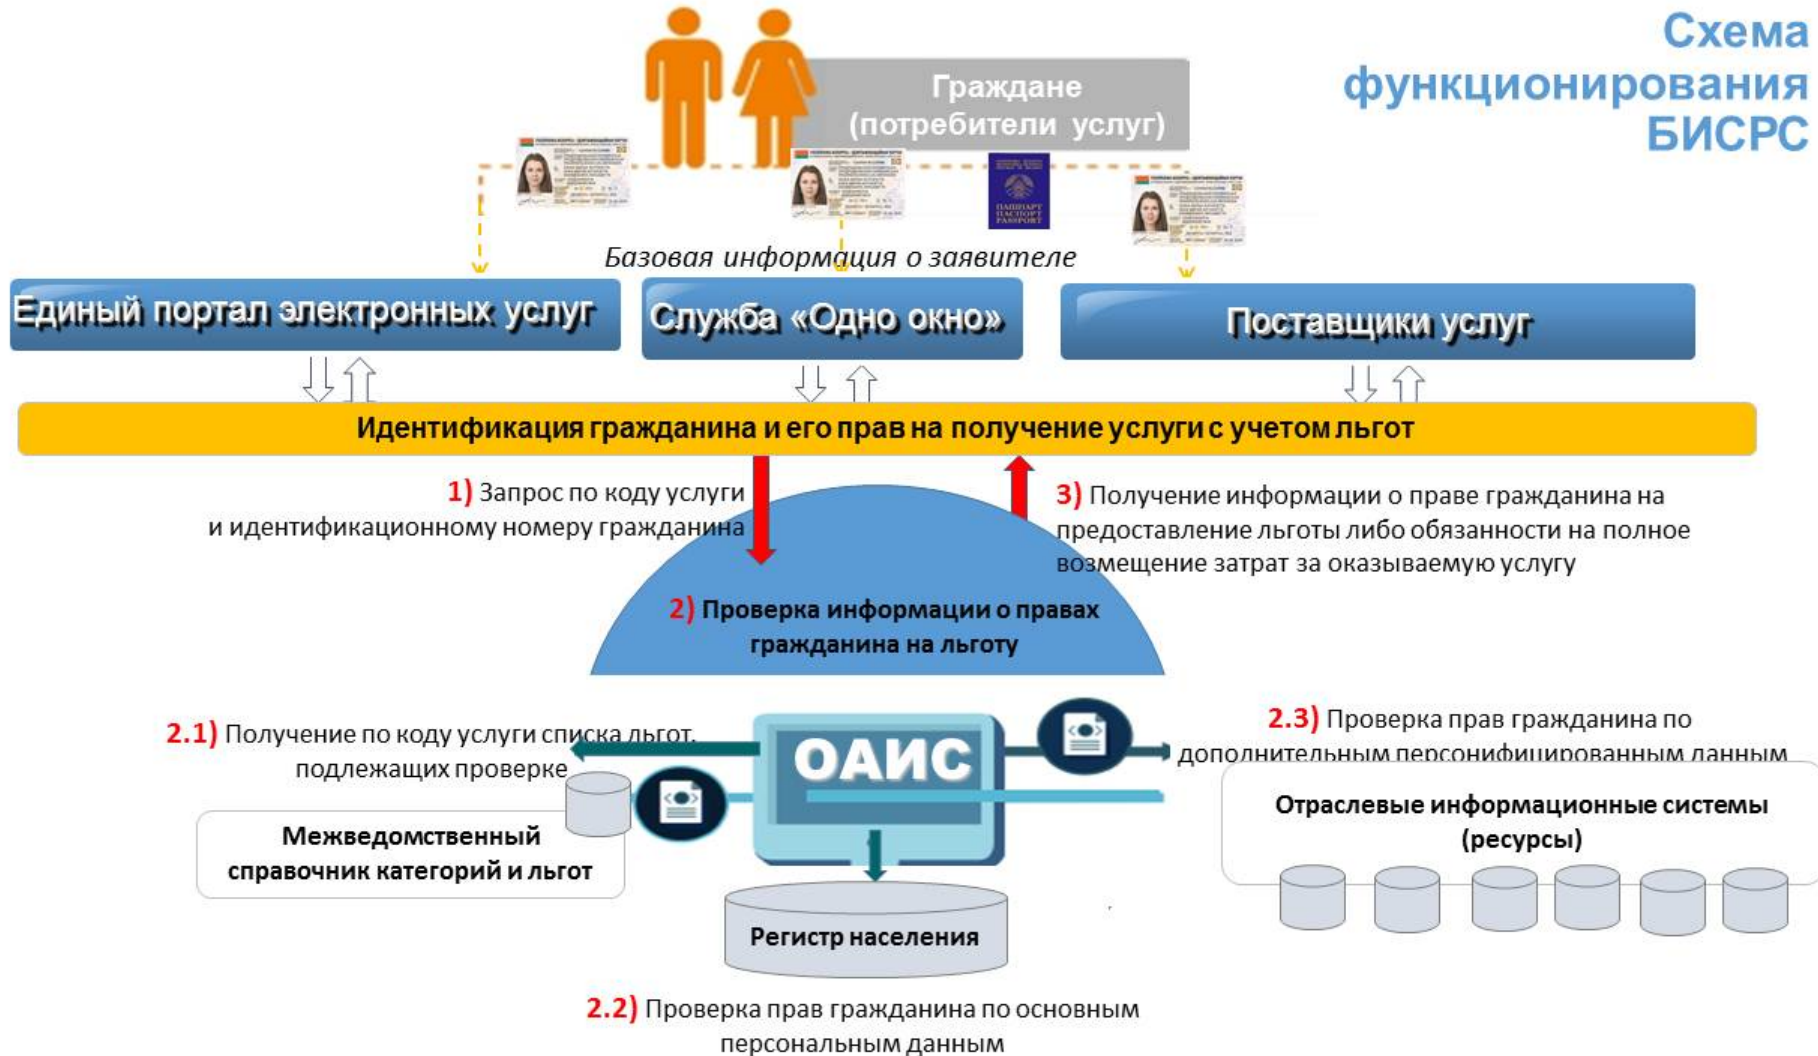 Схема
функционирования
БИСРС
Граждане
(потребители услуг)
ПАШПАРТ
ПАСПОРТ
PASSPORT
Базовая информация о заявителе
Единый портал электронных услуг
Служба «Одно окно»
Поставщики услуг
Идентификация гражданина и его прав на получение услуги с учетом льгот
1) Запрос по коду услуги
и идентификационному номеру гражданина
3) Получение информации о праве гражданина на
предоставление льготы либо обязанности на полное
возмещение затрат за оказываемую услугу
2) Проверка информации о правах
гражданина на льготу
2.1) Получение по коду услуги списка льгот,
подлежащих проверке
ОАИС
2.3) Проверка прав гражданина по
дополнительным персонифицированным данным
Межведомственный
справочник категорий и льгот
Отраслевые информационные системы
(ресурсы)
Регистр населения
2.2) Проверка прав гражданина по основным
персональным данным